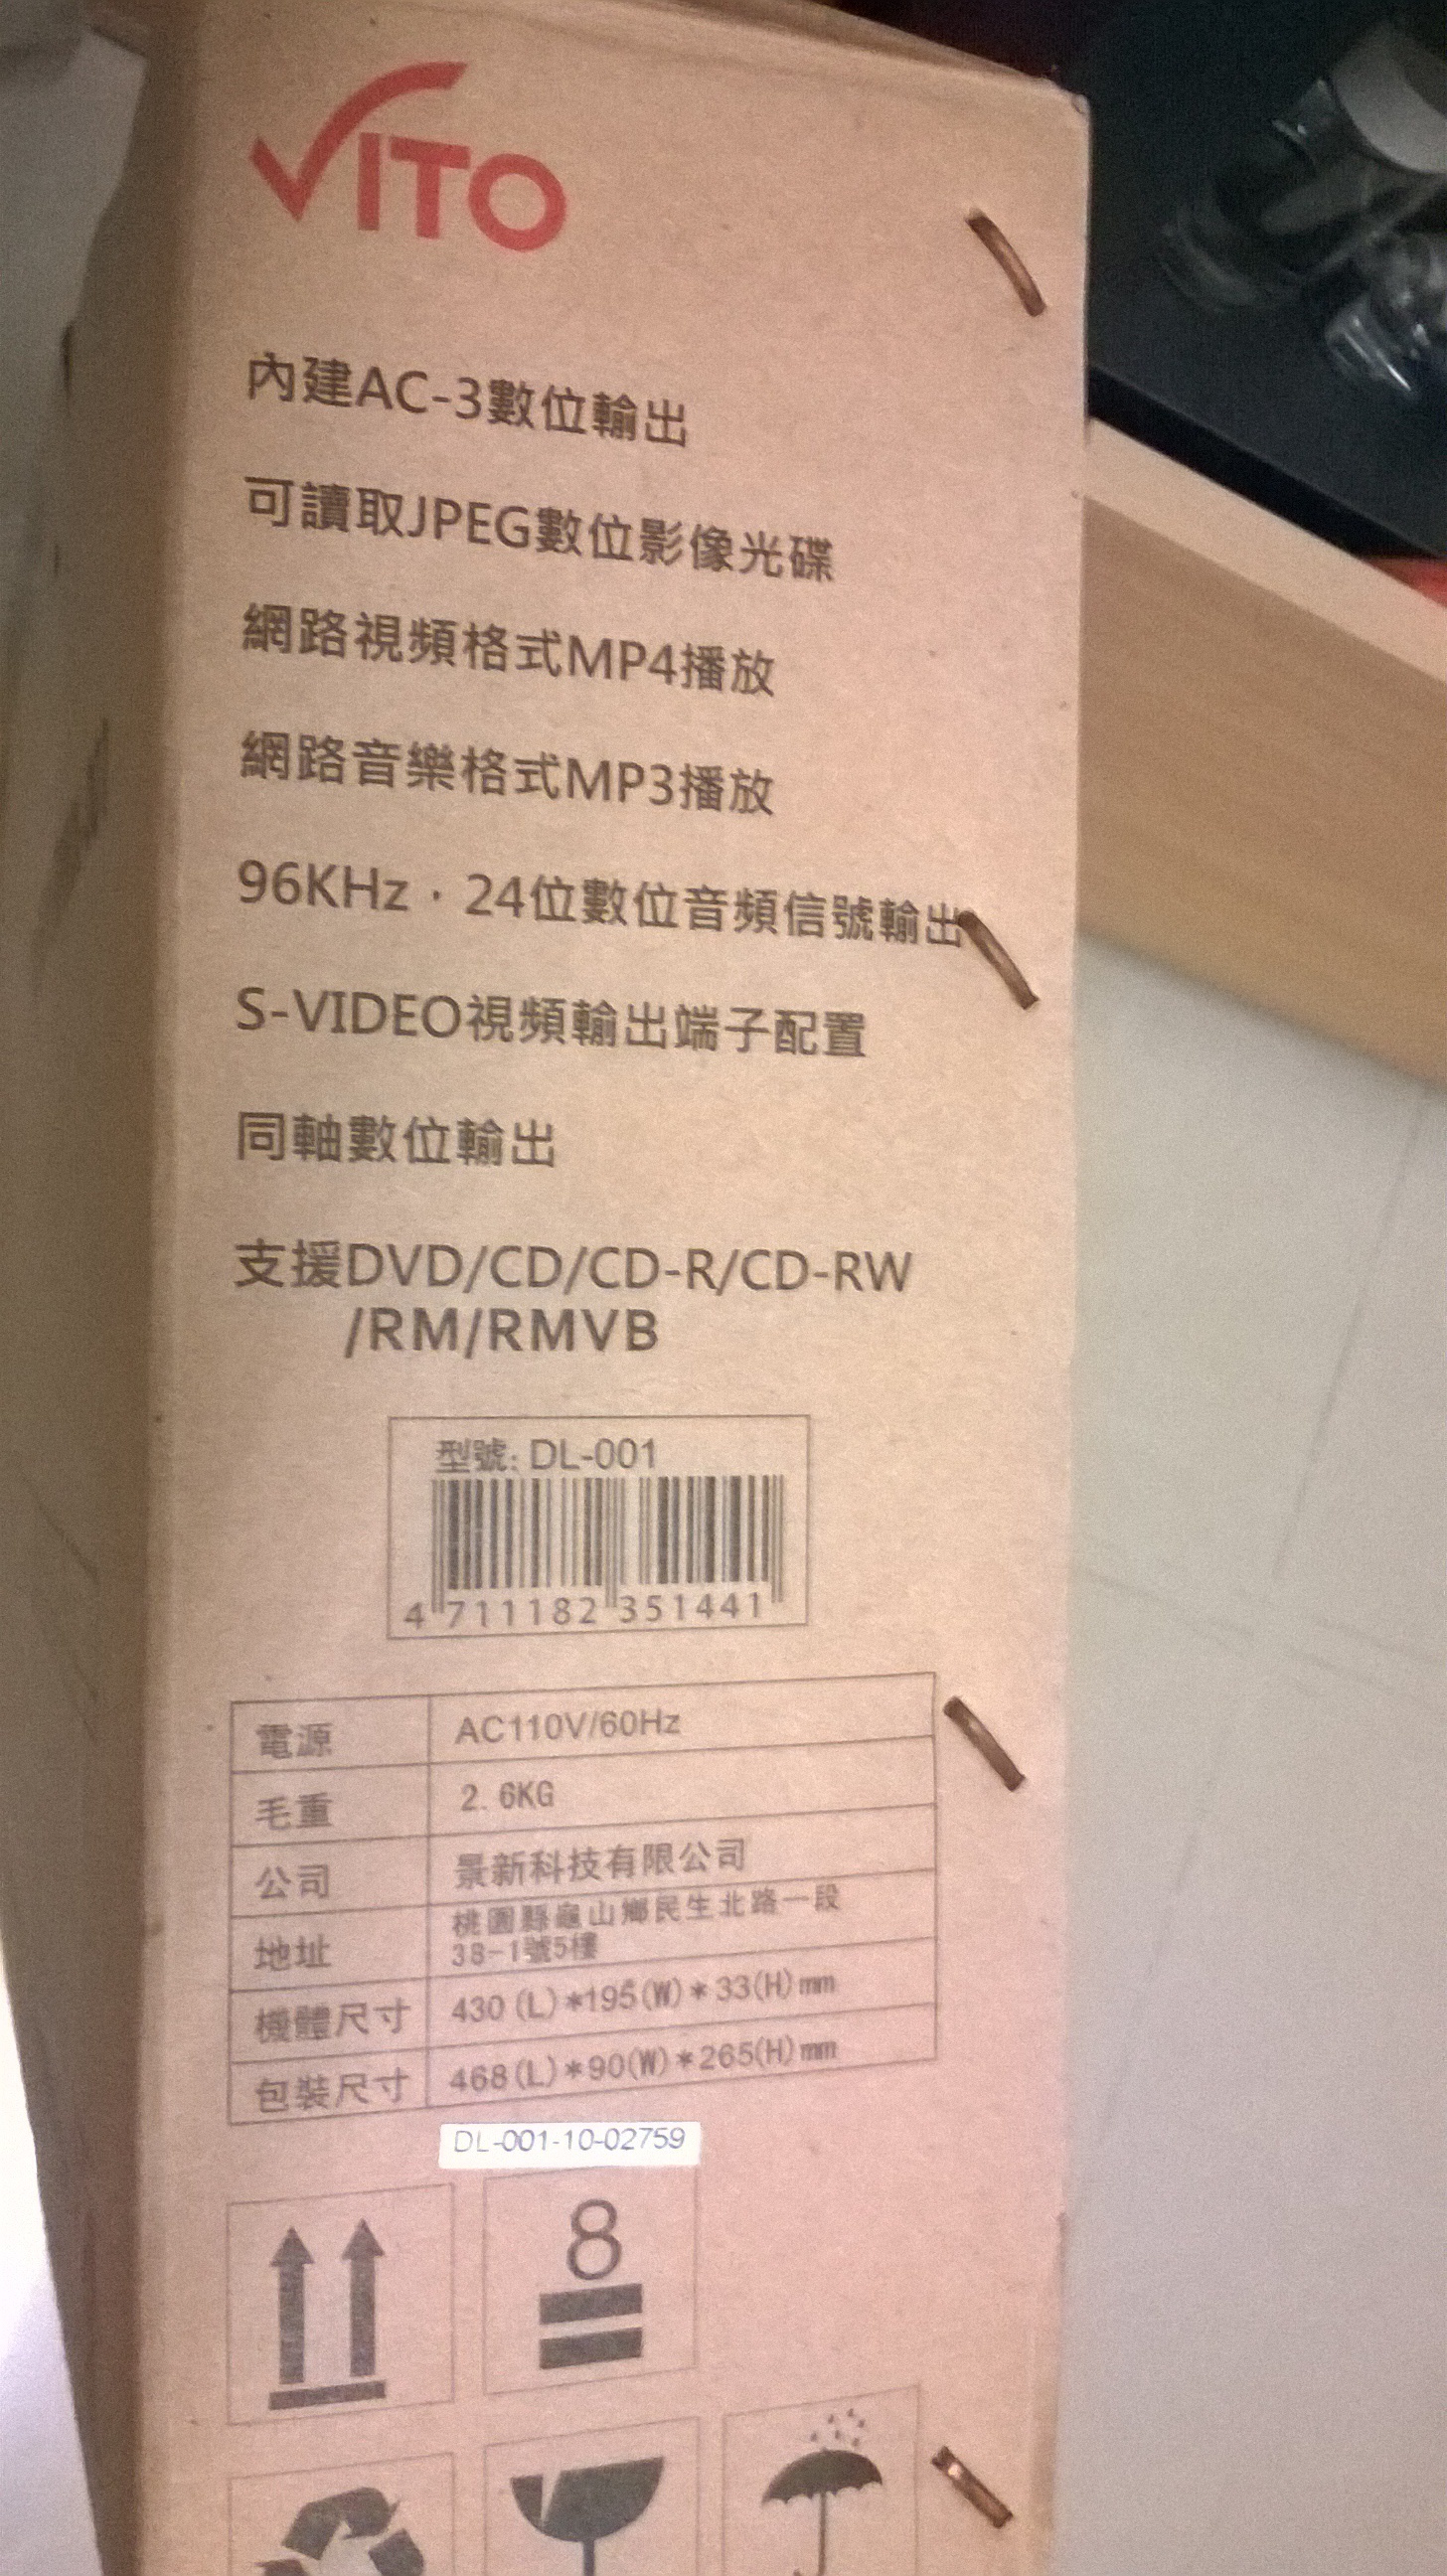 VITO
內建AC-3數位輸出
可讀取JPEG數位影像光碟
網路視頻格式MP4播放
網路音樂格式MP3播放
96KHz·24位數位音頻信號輸出
S-VIDEO視頻輸出端子配置
同軸數位輸出
支援DVD/CD/CD-R/CD-RW
/RM/RMVB
型號: DL-001
4 711182 351441
電源 AC110V/60Hz
毛重 2.6KG
公司 景新科技有限公司
地址 桃園縣龜山鄉民生北路一段
38-1號5樓
機體尺寸 430(L)*195(W)*33(H)mm
包裝尺寸 468(L)*90(W)*265(H)mm
DL-001-10-02759
8